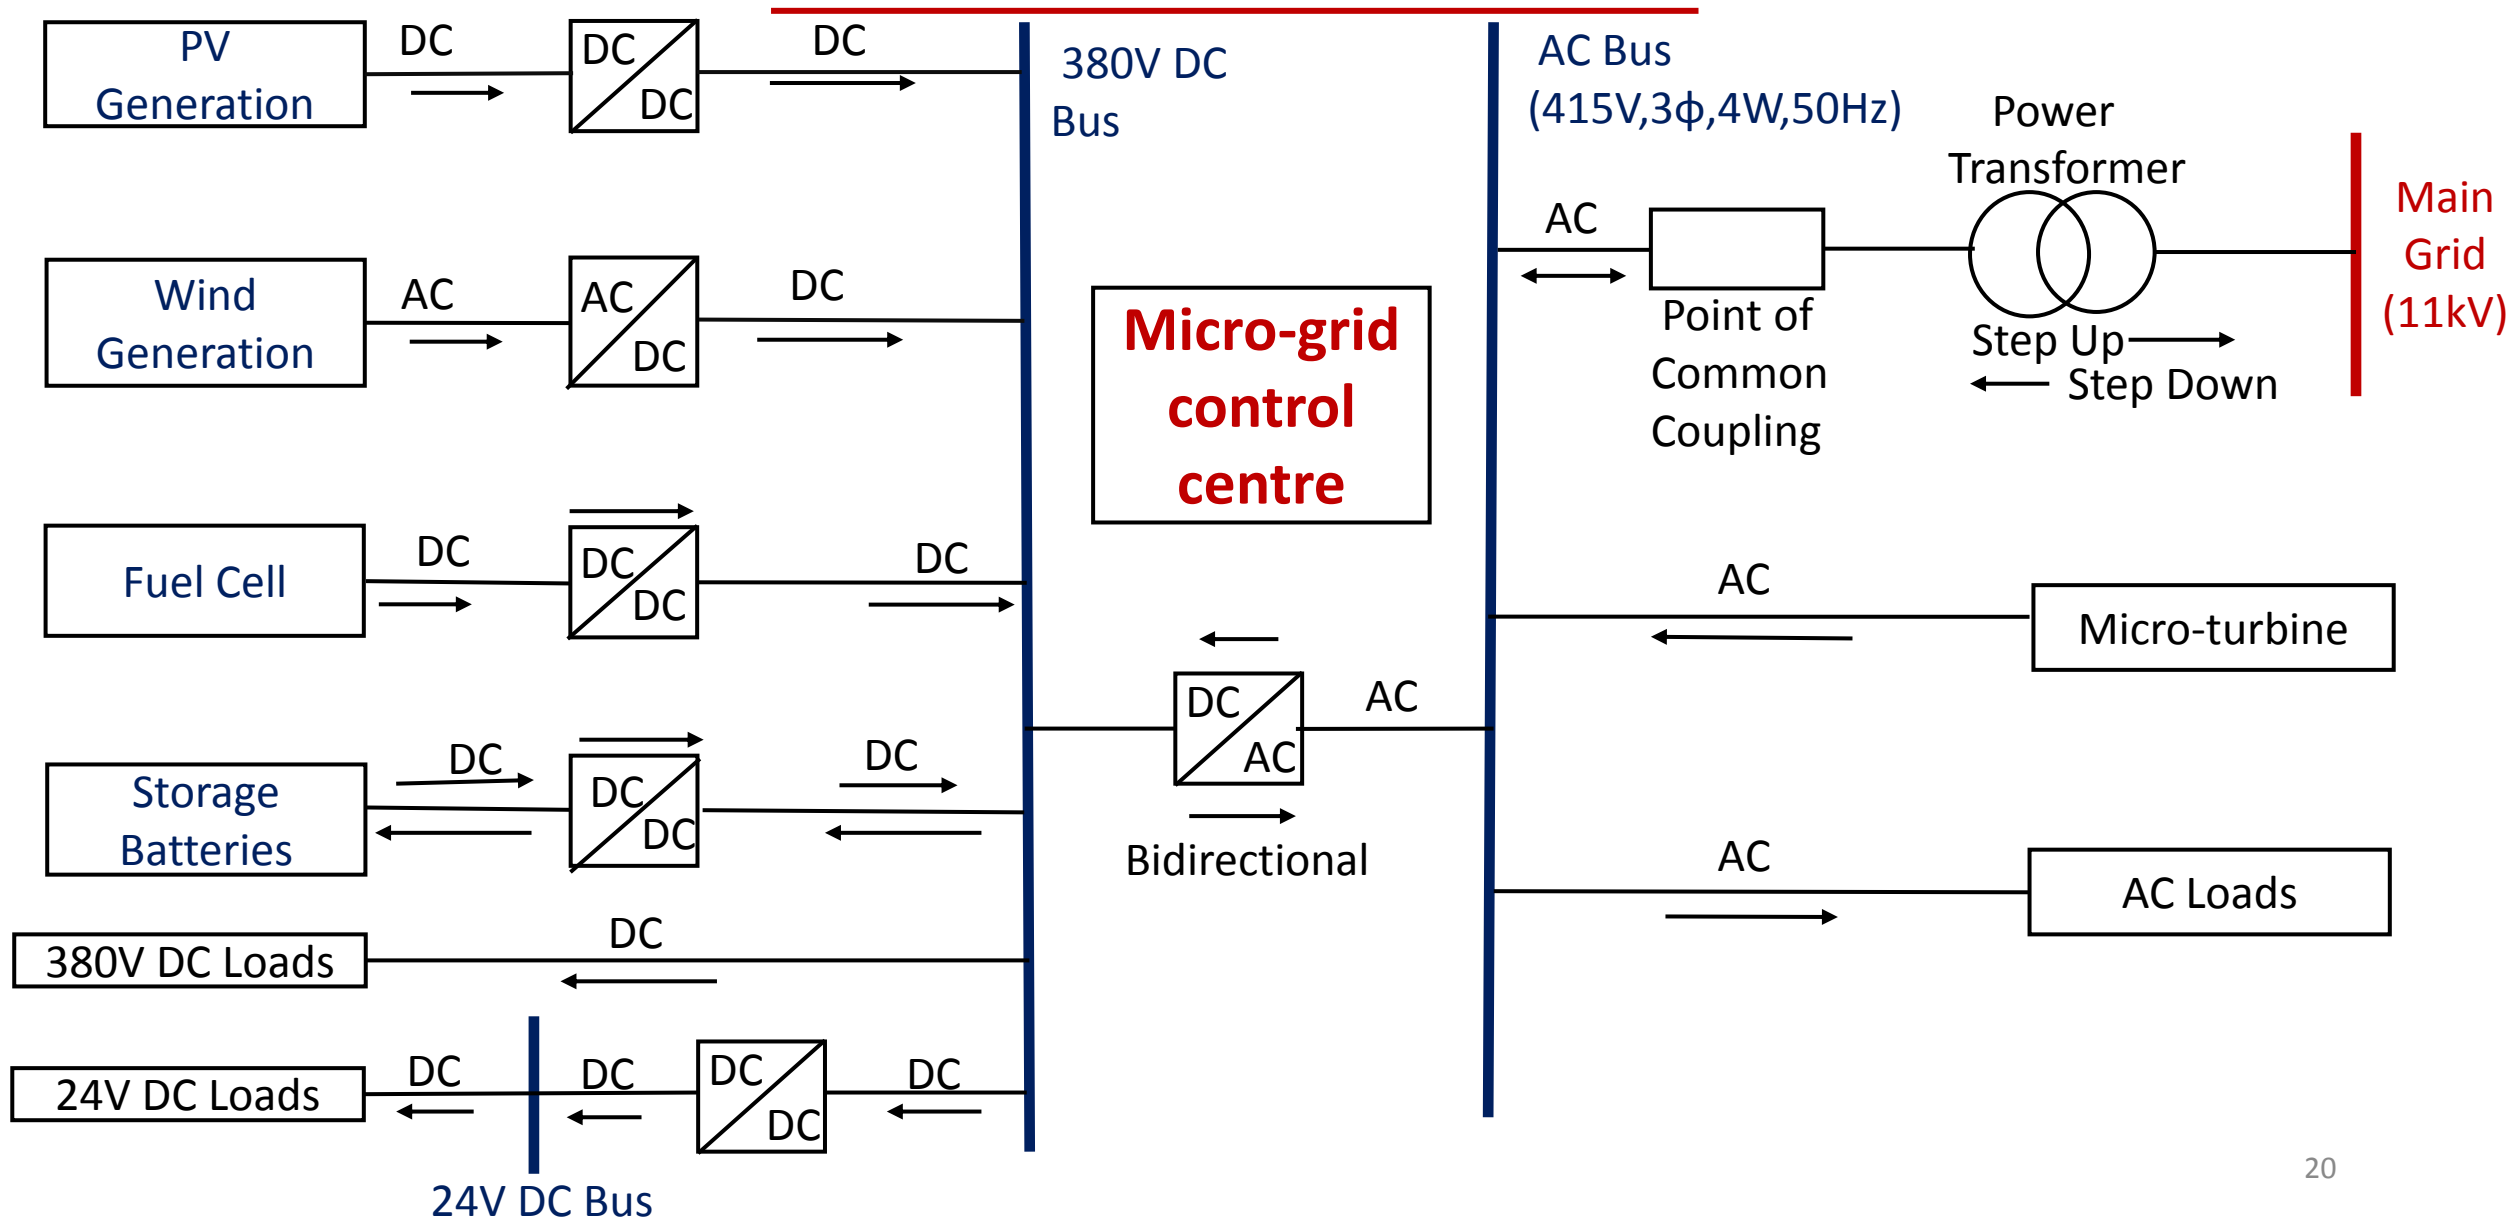 PV
Generation
DC
DC
DC
DC
380V DC
Bus
AC Bus
(415V,3ϕ,4W,50Hz)
Power
Transformer
Main
Grid
(11kV)
AC
Point of
Common
Coupling
Step Up
Step Down
Wind
Generation
AC
AC
DC
DC
Micro-grid
control
centre
Fuel Cell
DC
DC
DC
DC
AC
Micro-turbine
DC
AC
AC
Bidirectional
Storage
Batteries
DC
DC
DC
DC
AC
AC Loads
380V DC Loads
DC
24V DC Loads
DC
DC
DC
DC
DC
24V DC Bus
20